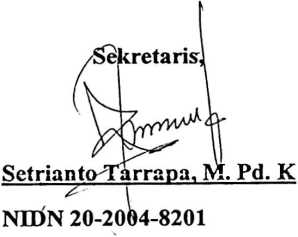 Sekretaris,
Setrianto Tarrapa, M. Pd. K
NIDN 20-2004-8201